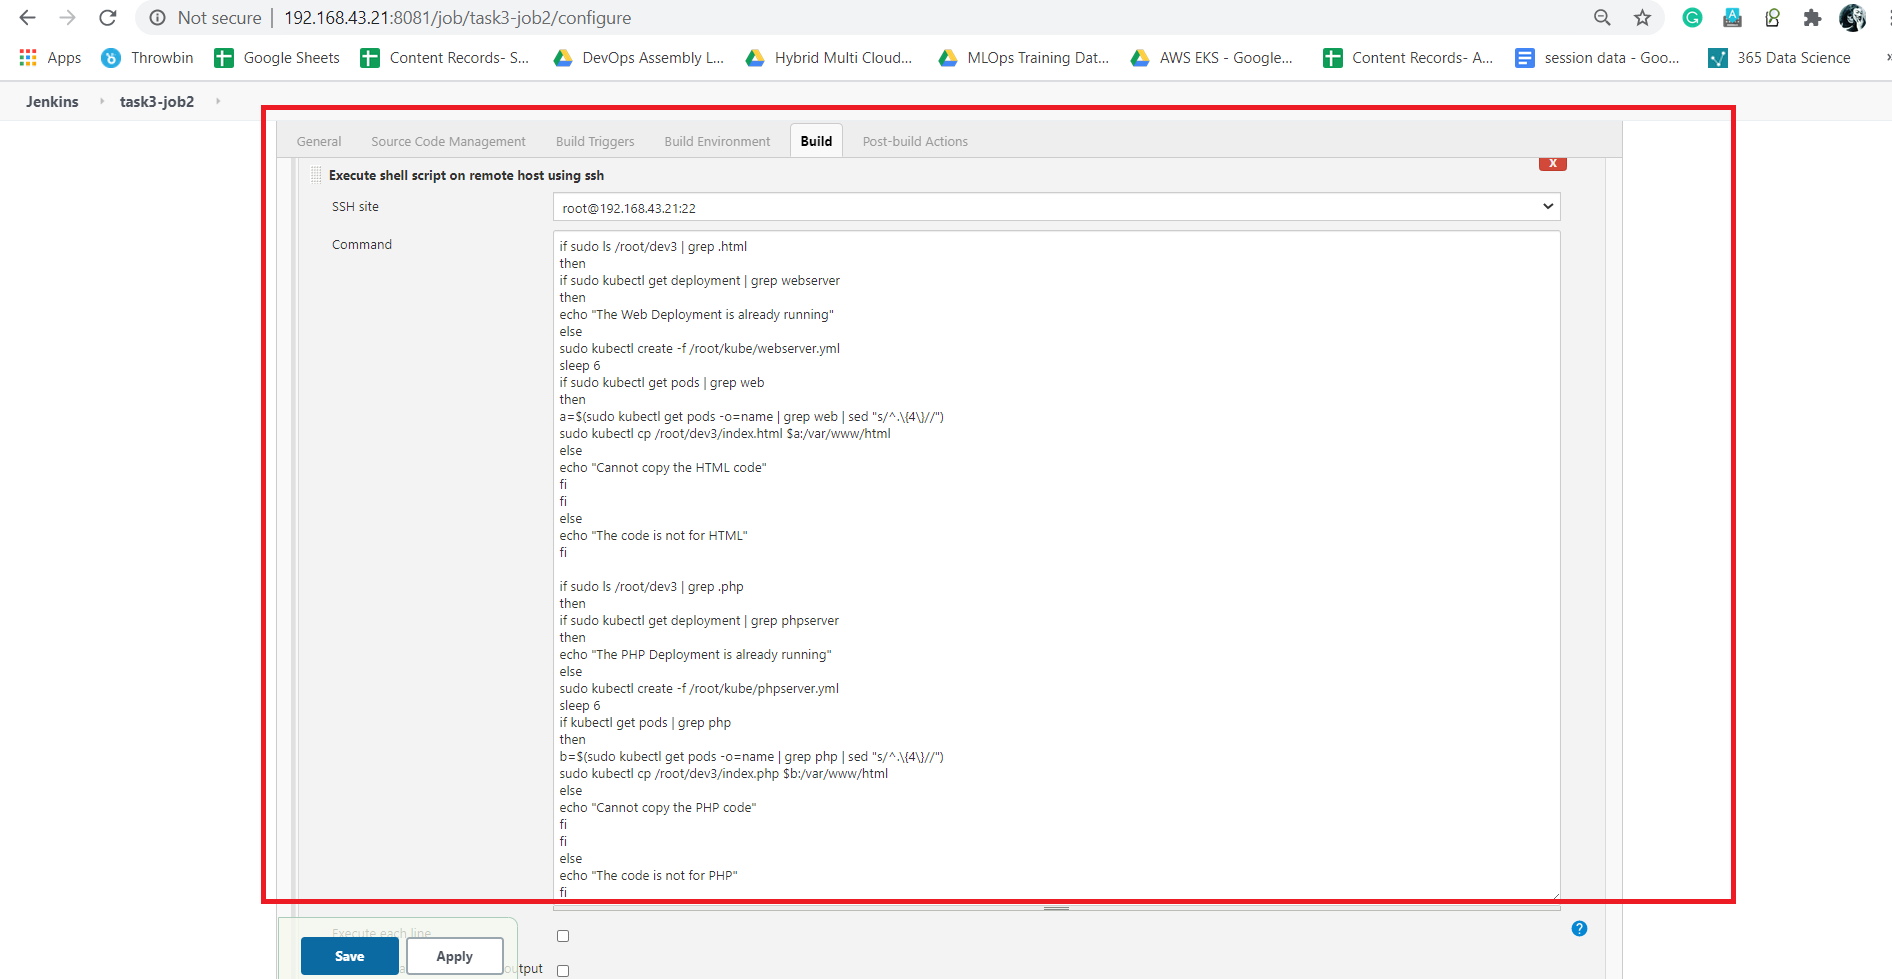 Not secure | 192.168.43.21:8081/job/task3-job2/configure
Apps Throwbin Google Sheets Content Records- S... DevOps Assembly L... Hybrid Multi Cloud... MLOps Training Dat... AWS EKS - Google... Content Records- A... session data - Goo... 365 Data Science »
Jenkins task3-job2
General Source Code Management Build Triggers Build Environment Build Post-build Actions
X
Execute shell script on remote host using ssh
SSH site root@192.168.43.21:22
Command
if sudo ls /root/dev3 | grep .html
then
if sudo kubectl get deployment | grep webserver
then
echo "The Web Deployment is already running"
else
sudo kubectl create -f /root/kube/webserver.yml
sleep 6
if sudo kubectl get pods | grep web
then
a=$(sudo kubectl get pods -o=name | grep web | sed "s/^.\{4\}//")
sudo kubectl cp /root/dev3/index.html $a:/var/www/html
else
echo "Cannot copy the HTML code"
fi
fi
else
echo "The code is not for HTML"
fi
if sudo ls /root/dev3 | grep .php
then
if sudo kubectl get deployment | grep phpserver
then
echo "The PHP Deployment is already running"
else
sudo kubectl create -f /root/kube/phpserver.yml
sleep 6
if kubectl get pods | grep php
then
b=$(sudo kubectl get pods -o=name | grep php | sed "s/^.\{4\}//")
sudo kubectl cp /root/dev3/index.php $b:/var/www/html
else
echo "Cannot copy the PHP code"
fi
fi
else
echo "The code is not for PHP"
fi
Execute each line
?
Save Apply